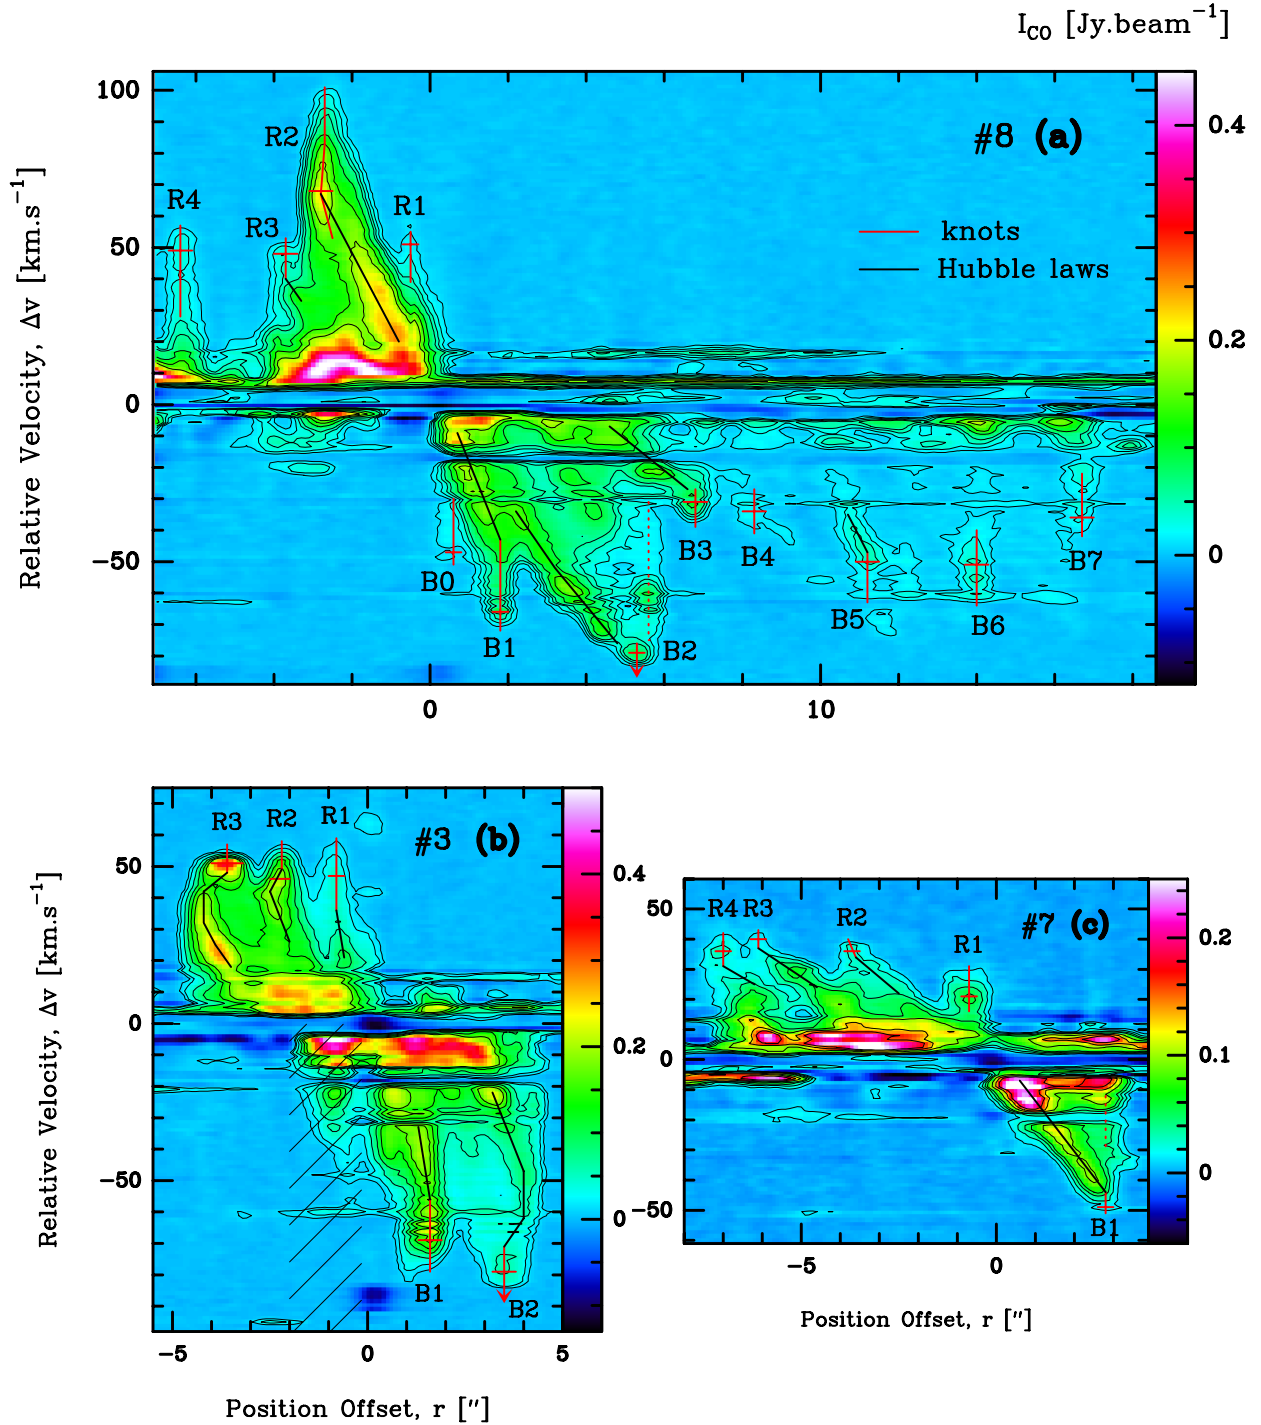 I_CO [Jy.beam⁻¹]
100
50
0
−50
Relative Velocity, Δv [km.s⁻¹]
R4
R3
R2
R1
#8 (a)
knots
Hubble laws
B0
B1
B2
B3
B4
B5
B6
B7
0
10
0.4
0.2
0
50
0
−50
Relative Velocity, Δv [km.s⁻¹]
R3
R2
R1
#3 (b)
B1
B2
−5
0
5
Position Offset, r ["]
0.4
0.2
0
50
0
−50
R4
R3
R2
R1
#7 (c)
B1
−5
0
Position Offset, r ["]
0.2
0.1
0